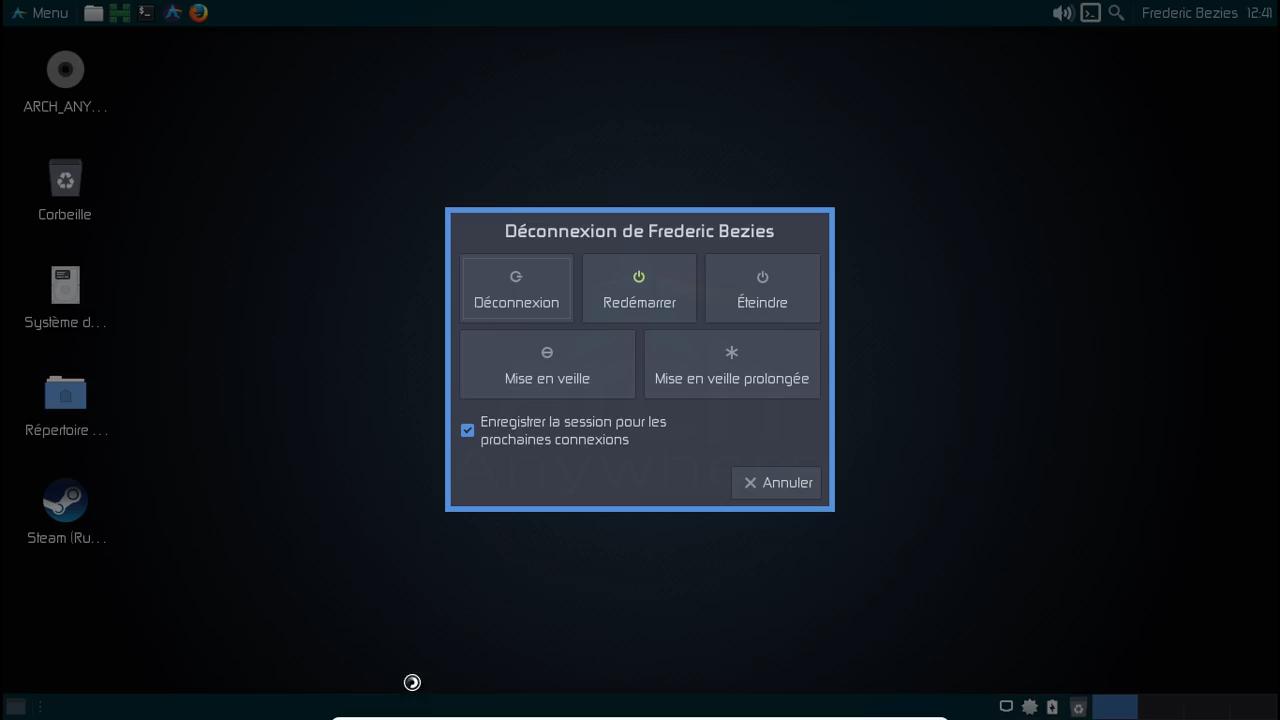 Menu
Frederic Bezies 12:41
ARCH_ANY...
Corbeille
Système d...
Répertoire ...
Steam (Ru...
Déconnexion de Frederic Bezies
Déconnexion
Redémarrer
Éteindre
Mise en veille
Mise en veille prolongée
Enregistrer la session pour les
prochaines connexions
Anywhere
Annuler